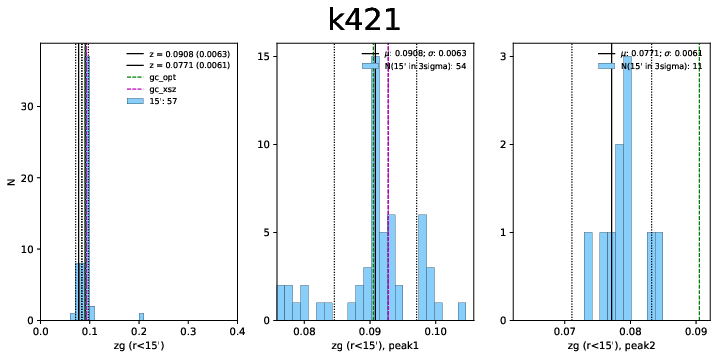 k421
z = 0.0908 (0.0063)
z = 0.0771 (0.0061)
gc_opt
gc_xsz
15': 57
N
0
10
20
30
0.0
0.1
0.2
0.3
0.4
zg (r<15')
μ: 0.0908; σ: 0.0063
N(15' in 3sigma): 54
0
5
10
15
0.08
0.09
0.10
zg (r<15'), peak1
μ: 0.0771; σ: 0.0061
N(15' in 3sigma): 11
0
1
2
3
0.07
0.08
0.09
zg (r<15'), peak2